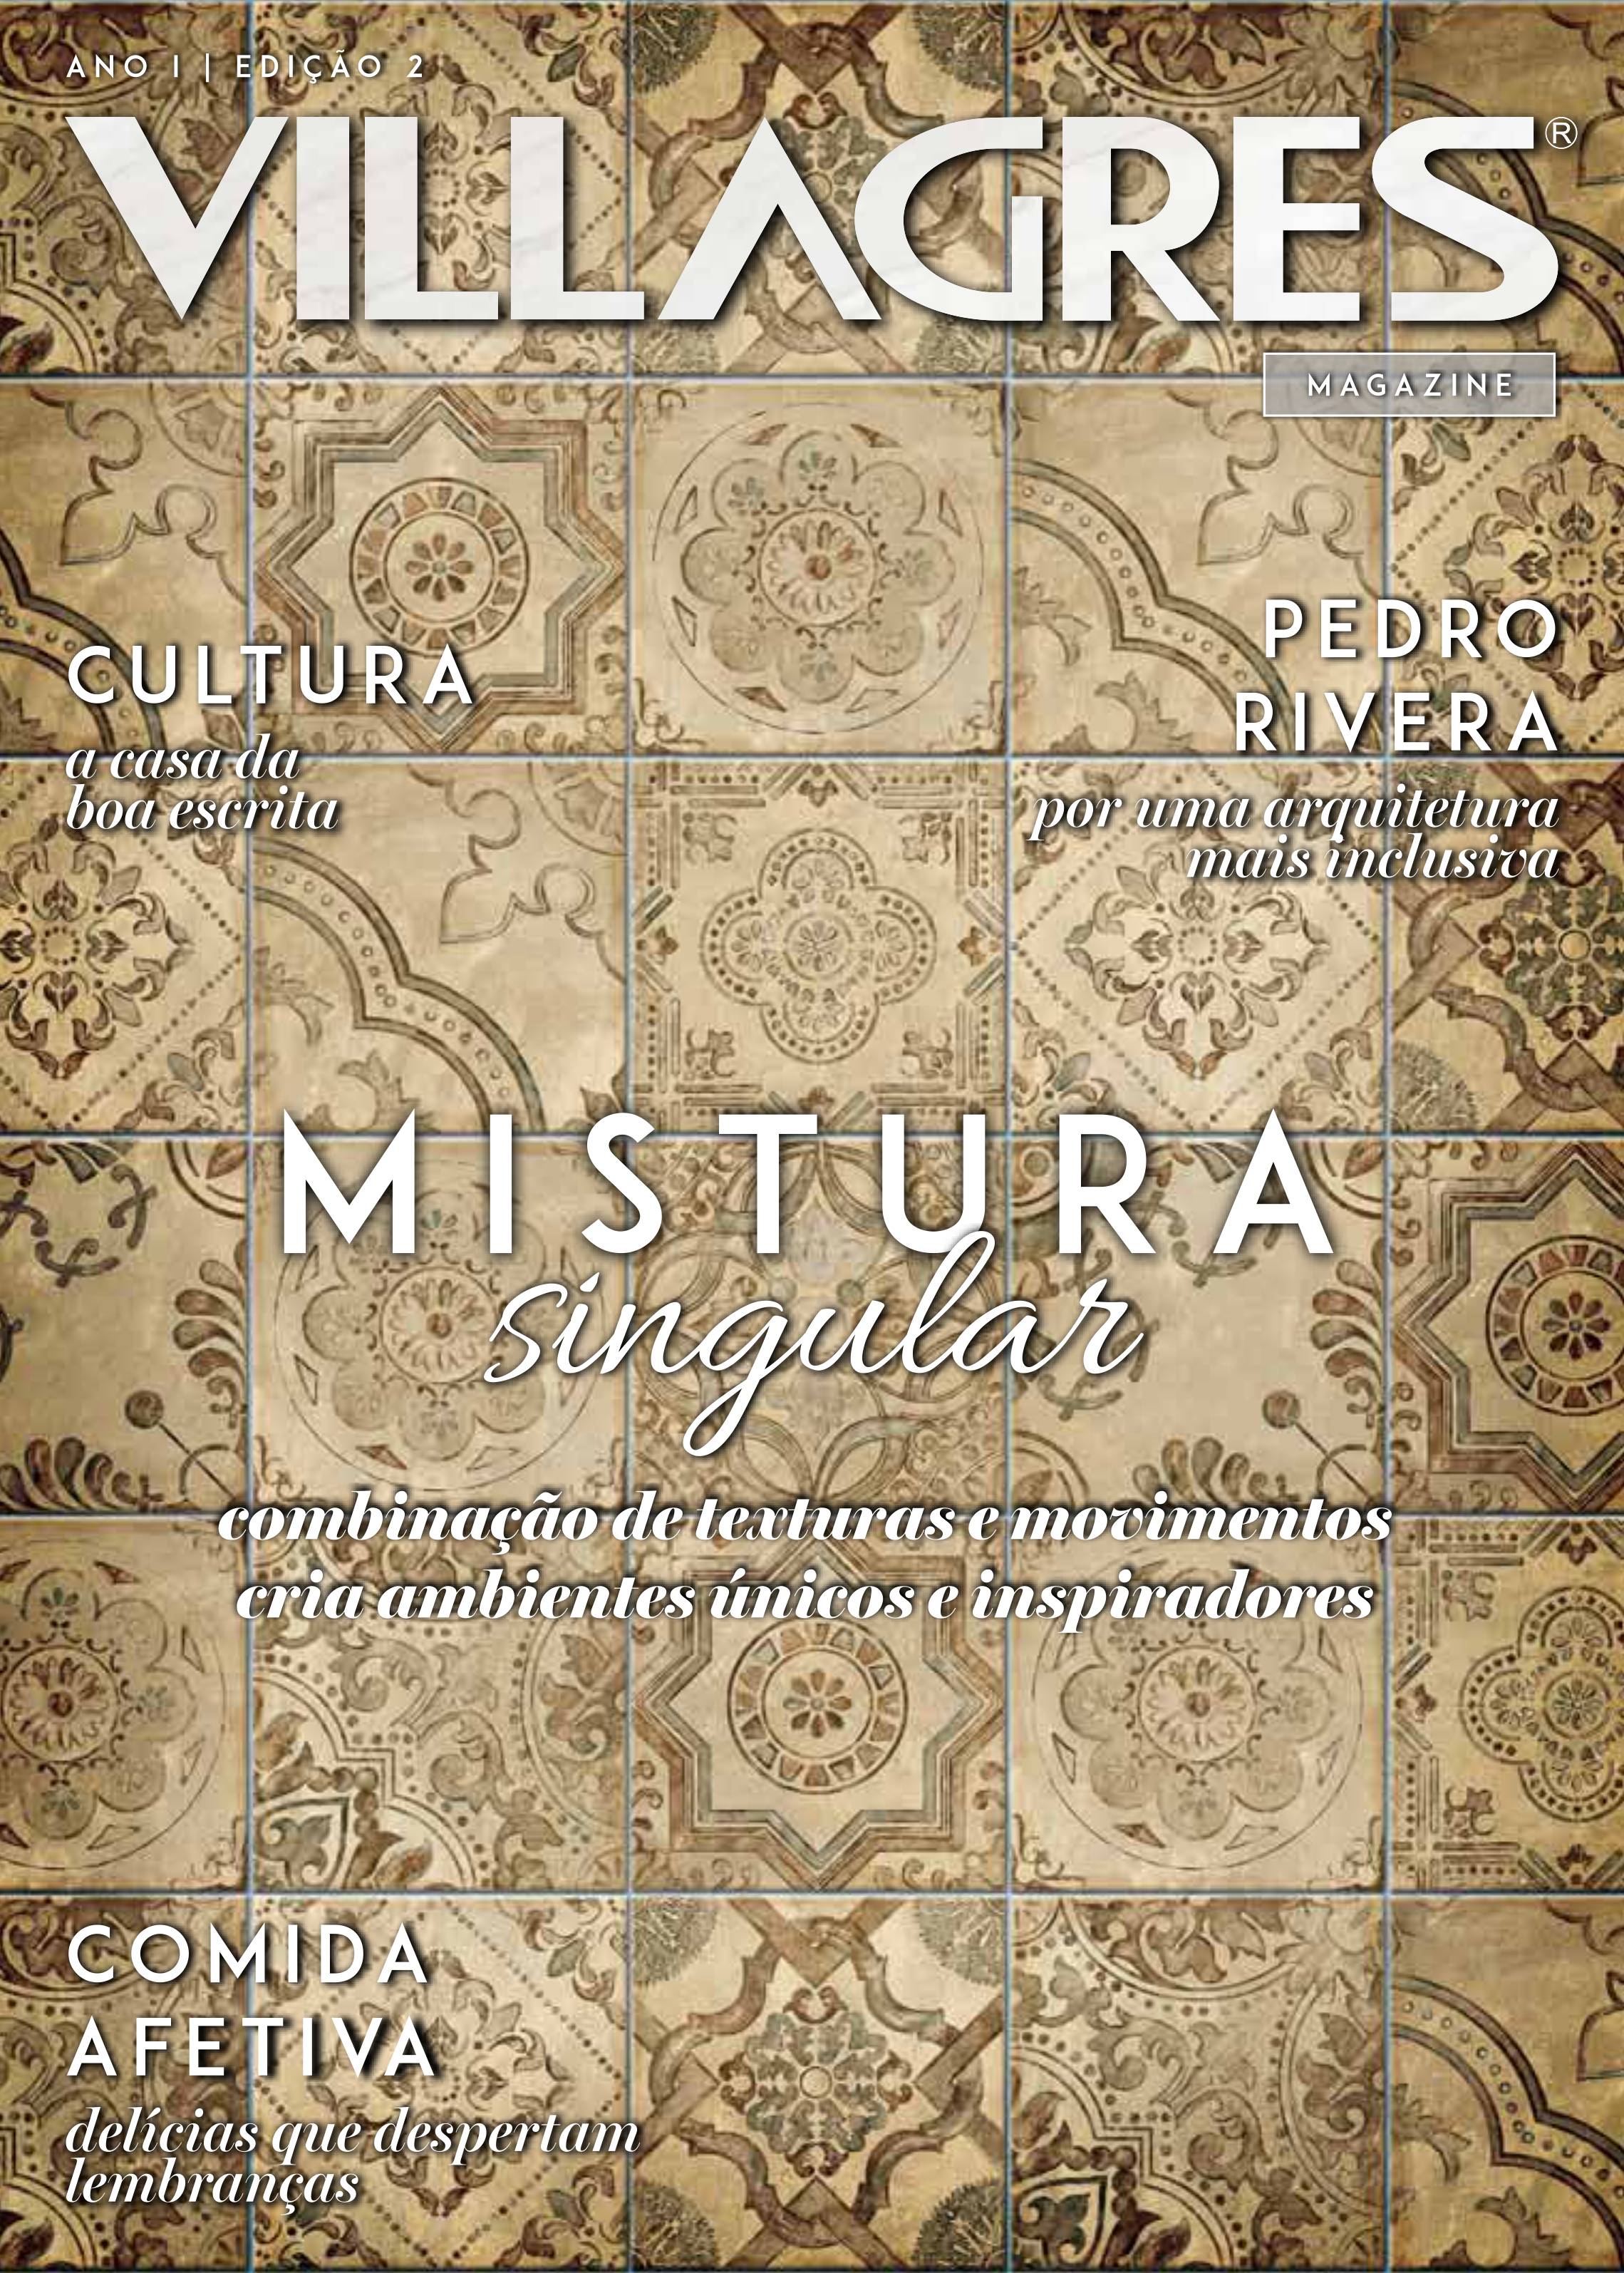 ANO I | EDIÇÃO 2
VILLAGRES®
MAGAZINE
CULTURA
a casa da
boa escrita
PEDRO
RIVERA
por uma arquitetura
mais inclusiva
MISTURA
singular
combinação de texturas e movimentos
cria ambientes únicos e inspiradores
COMIDA
AFETIVA
delícias que despertam
lembranças